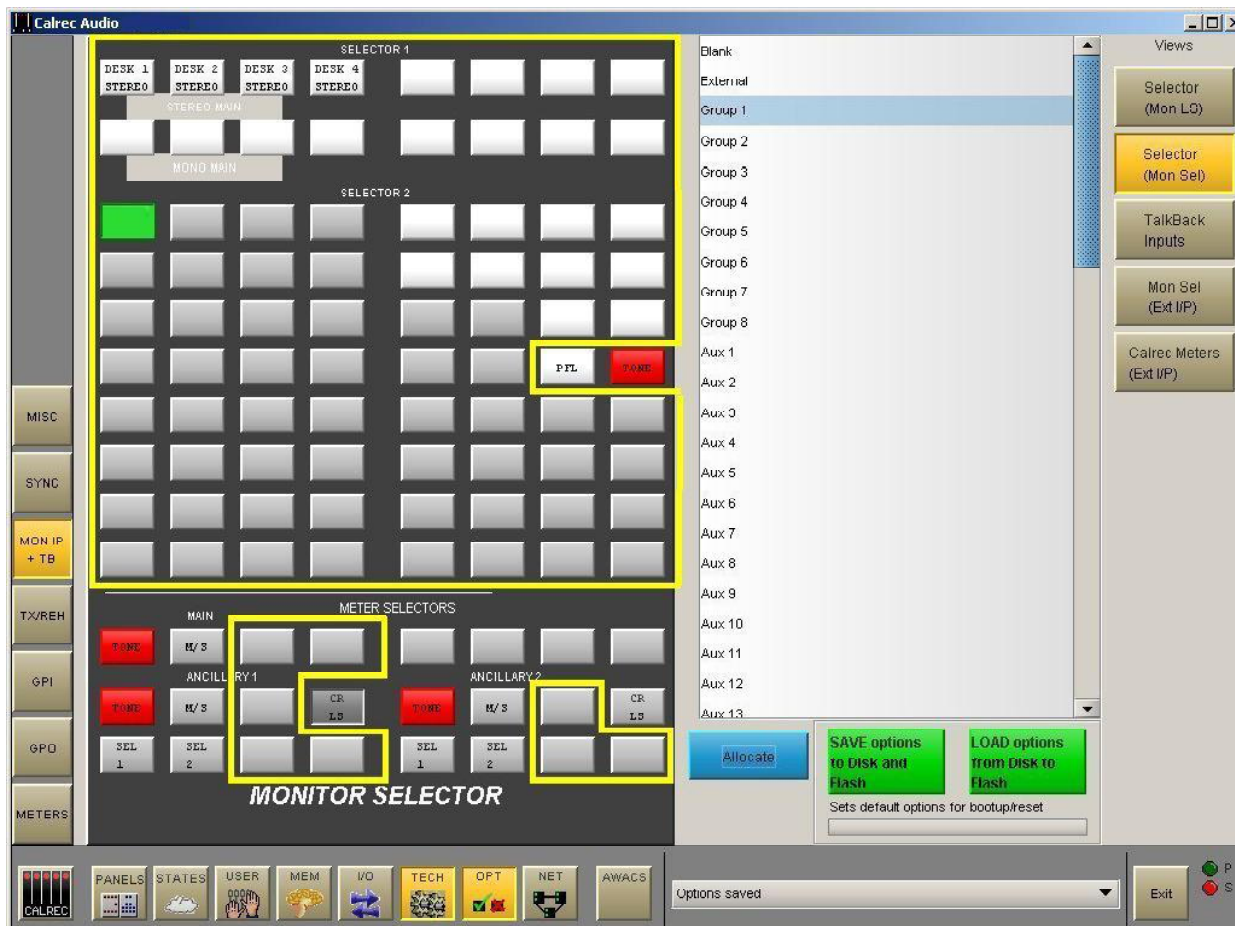 Calrec Audio
SELECTOR 1
DESK 1 STEREO
DESK 2 STEREO
DESK 3 STEREO
DESK 4 STEREO
STEREO MAIN
MONO MAIN
SELECTOR 2
PFL
TONE
METER SELECTORS
MAIN
TONE
M/S
ANCILLARY 1
ANCILLARY 2
TONE
M/S
CR LS
TONE
M/S
CR LS
SEL 1
SEL 2
SEL 1
SEL 2
MONITOR SELECTOR
MISC
SYNC
MON IP + TB
TX/REH
GPI
GPO
METERS
Blank
External
Group 1
Group 2
Group 3
Group 4
Group 5
Group 6
Group 7
Group 8
Aux 1
Aux 2
Aux 3
Aux 4
Aux 5
Aux 6
Aux 7
Aux 8
Aux 9
Aux 10
Aux 11
Aux 12
Aux 13
Allocate
SAVE options
to Disk and
Flash
LOAD options
from Disk to
Flash
Sets default options for bootup/reset
Views
Selector
(Mon LS)
Selector
(Mon Sel)
TalkBack
Inputs
Mon Sel
(Ext I/P)
Calrec Meters
(Ext I/P)
CALREC
PANELS
STATES
USER
MEM
I/O
TECH
OPT
NET
AWACS
Options saved
Exit
P
S